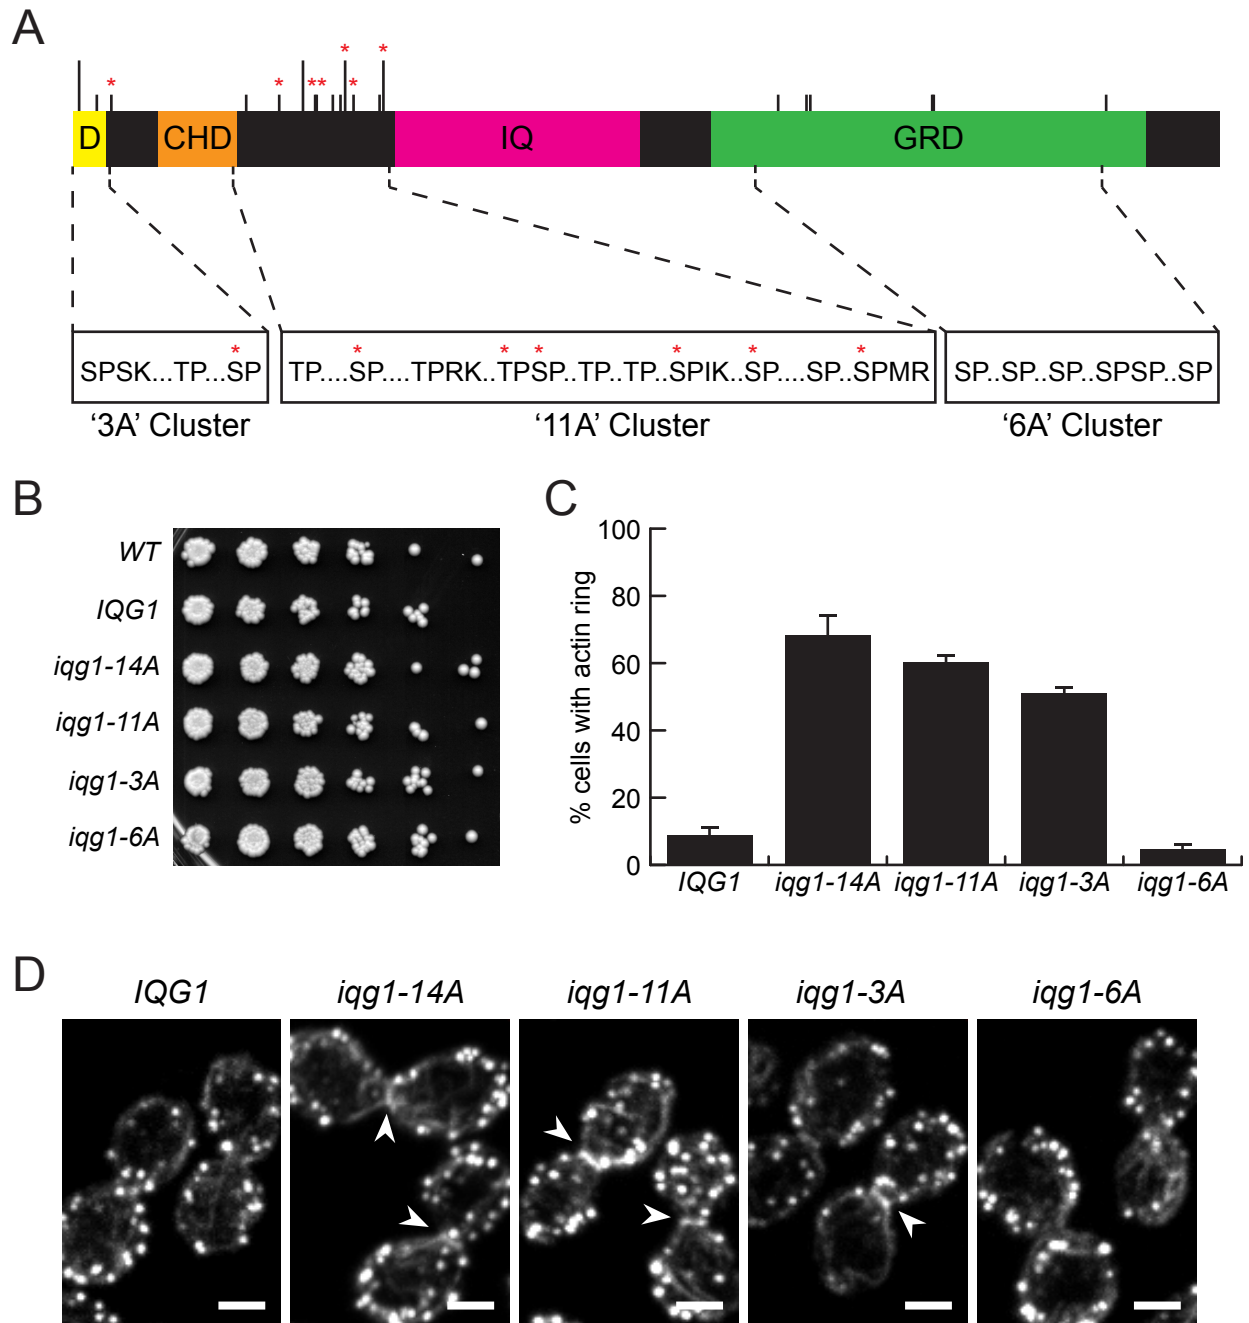 A
* * * * * * *
D CHD IQ GRD
* * * * * * *
SPSK...TP...SP TP....SP....TPRK..TPSP..TP..TP..SPIK..SP....SP..SPMR SP..SP..SP..SPSP..SP
‘3A’ Cluster ‘11A’ Cluster ‘6A’ Cluster
B
WT
IQG1
iqg1-14A
iqg1-11A
iqg1-3A
iqg1-6A
C
% cells with actin ring
100
80
60
40
20
0
IQG1 iqg1-14A iqg1-11A iqg1-3A iqg1-6A
D
IQG1 iqg1-14A iqg1-11A iqg1-3A iqg1-6A